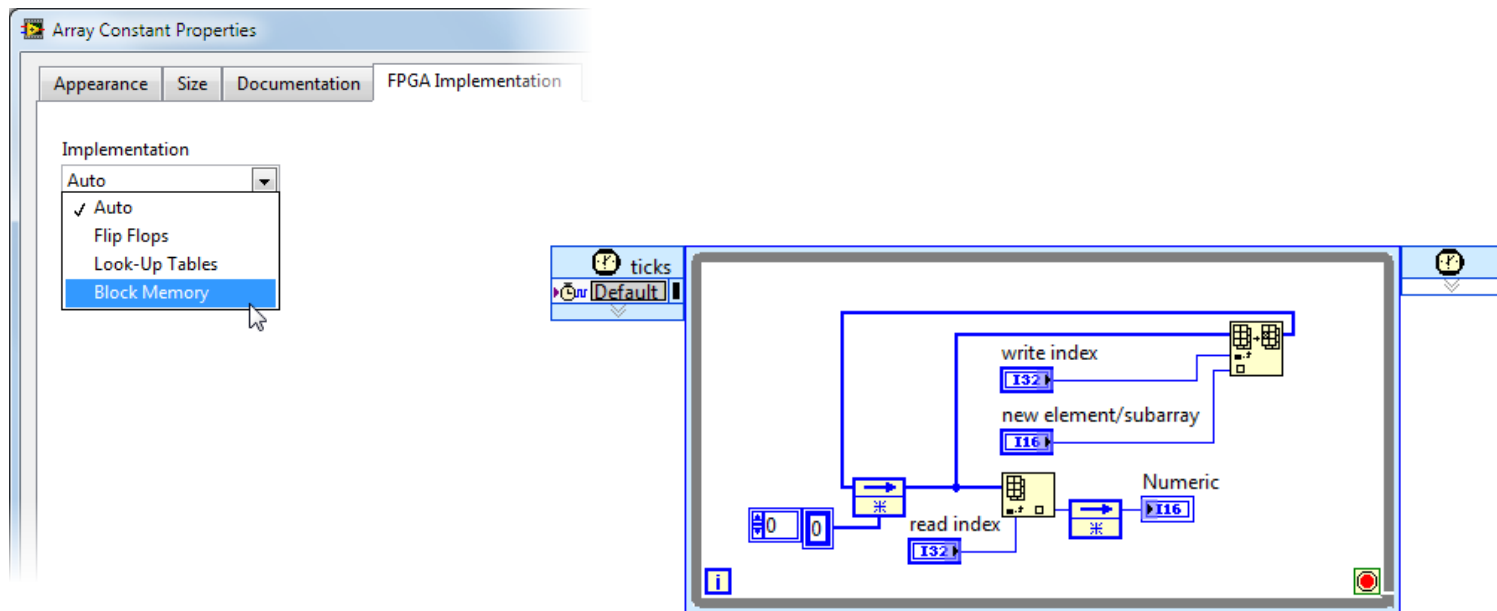 Array Constant Properties
Appearance Size Documentation FPGA Implementation
Implementation
Auto
Auto
Flip Flops
Look-Up Tables
Block Memory
ticks
Default
write index
I32
new element/subarray
I16
Numeric
I16
0 0
read index
I32
i